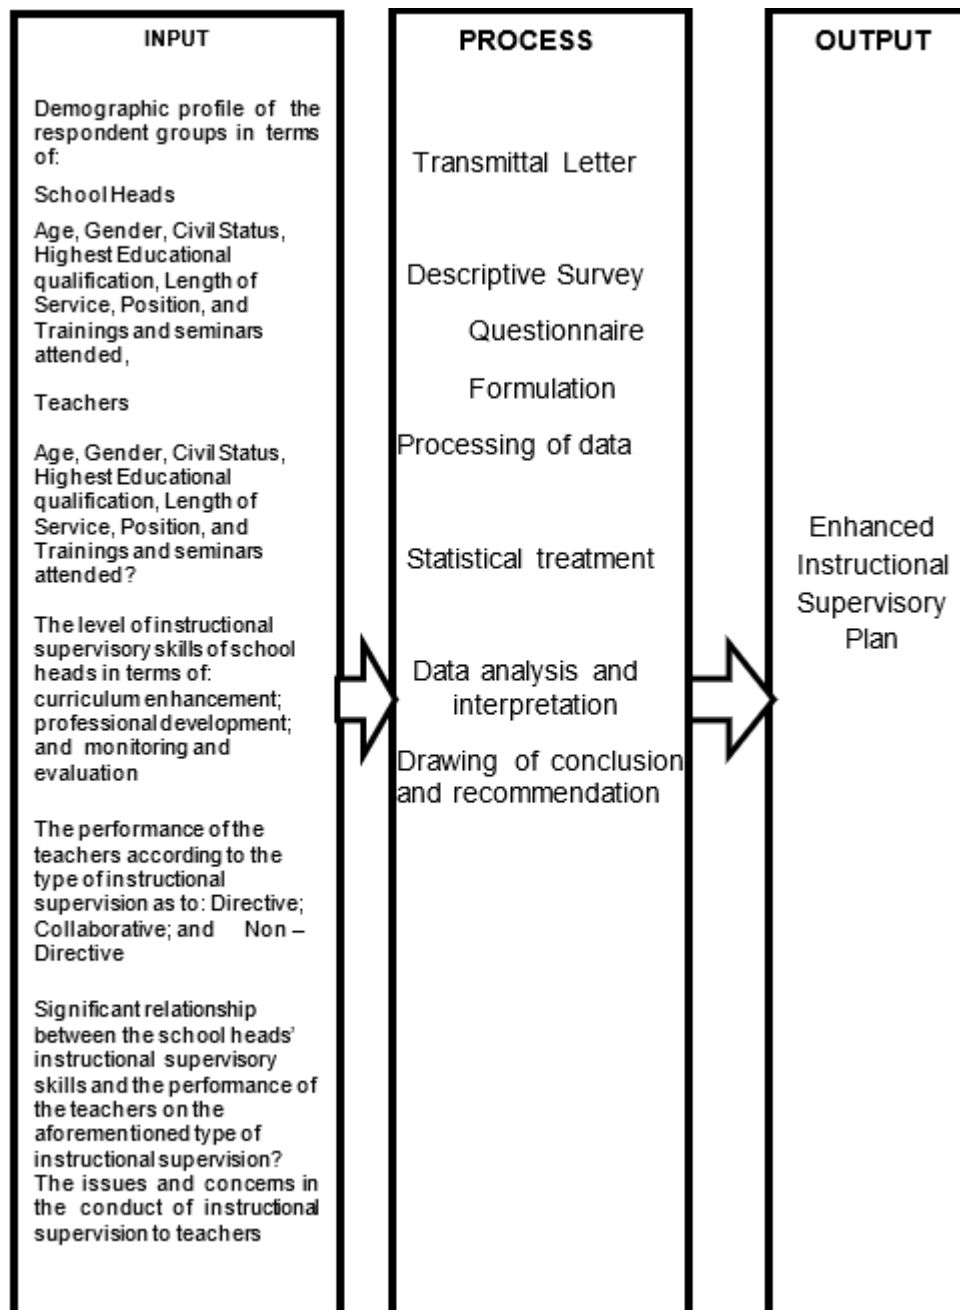 INPUT
Demographic profile of the
respondent groups in terms
of:
School Heads
Age, Gender, Civil Status,
Highest Educational
qualification, Length of
Service, Position, and
Trainings and seminars
attended,
Teachers
Age, Gender, Civil Status,
Highest Educational
qualification, Length of
Service, Position, and
Trainings and seminars
attended?
The level of instructional
supervisory skills of school
heads in terms of:
curriculum enhancement;
professional development;
and monitoring and
evaluation
The performance of the
teachers according to the
type of instructional
supervision as to: Directive;
Collaborative; and Non –
Directive
Significant relationship
between the school heads’
instructional supervisory
skills and the performance of
the teachers on the
aforementioned type of
instructional supervision?
The issues and concerns in
the conduct of instructional
supervision to teachers
PROCESS
Transmittal Letter
Descriptive Survey
Questionnaire
Formulation
Processing of data
Statistical treatment
Data analysis and
interpretation
Drawing of conclusion
and recommendation
OUTPUT
Enhanced
Instructional
Supervisory
Plan